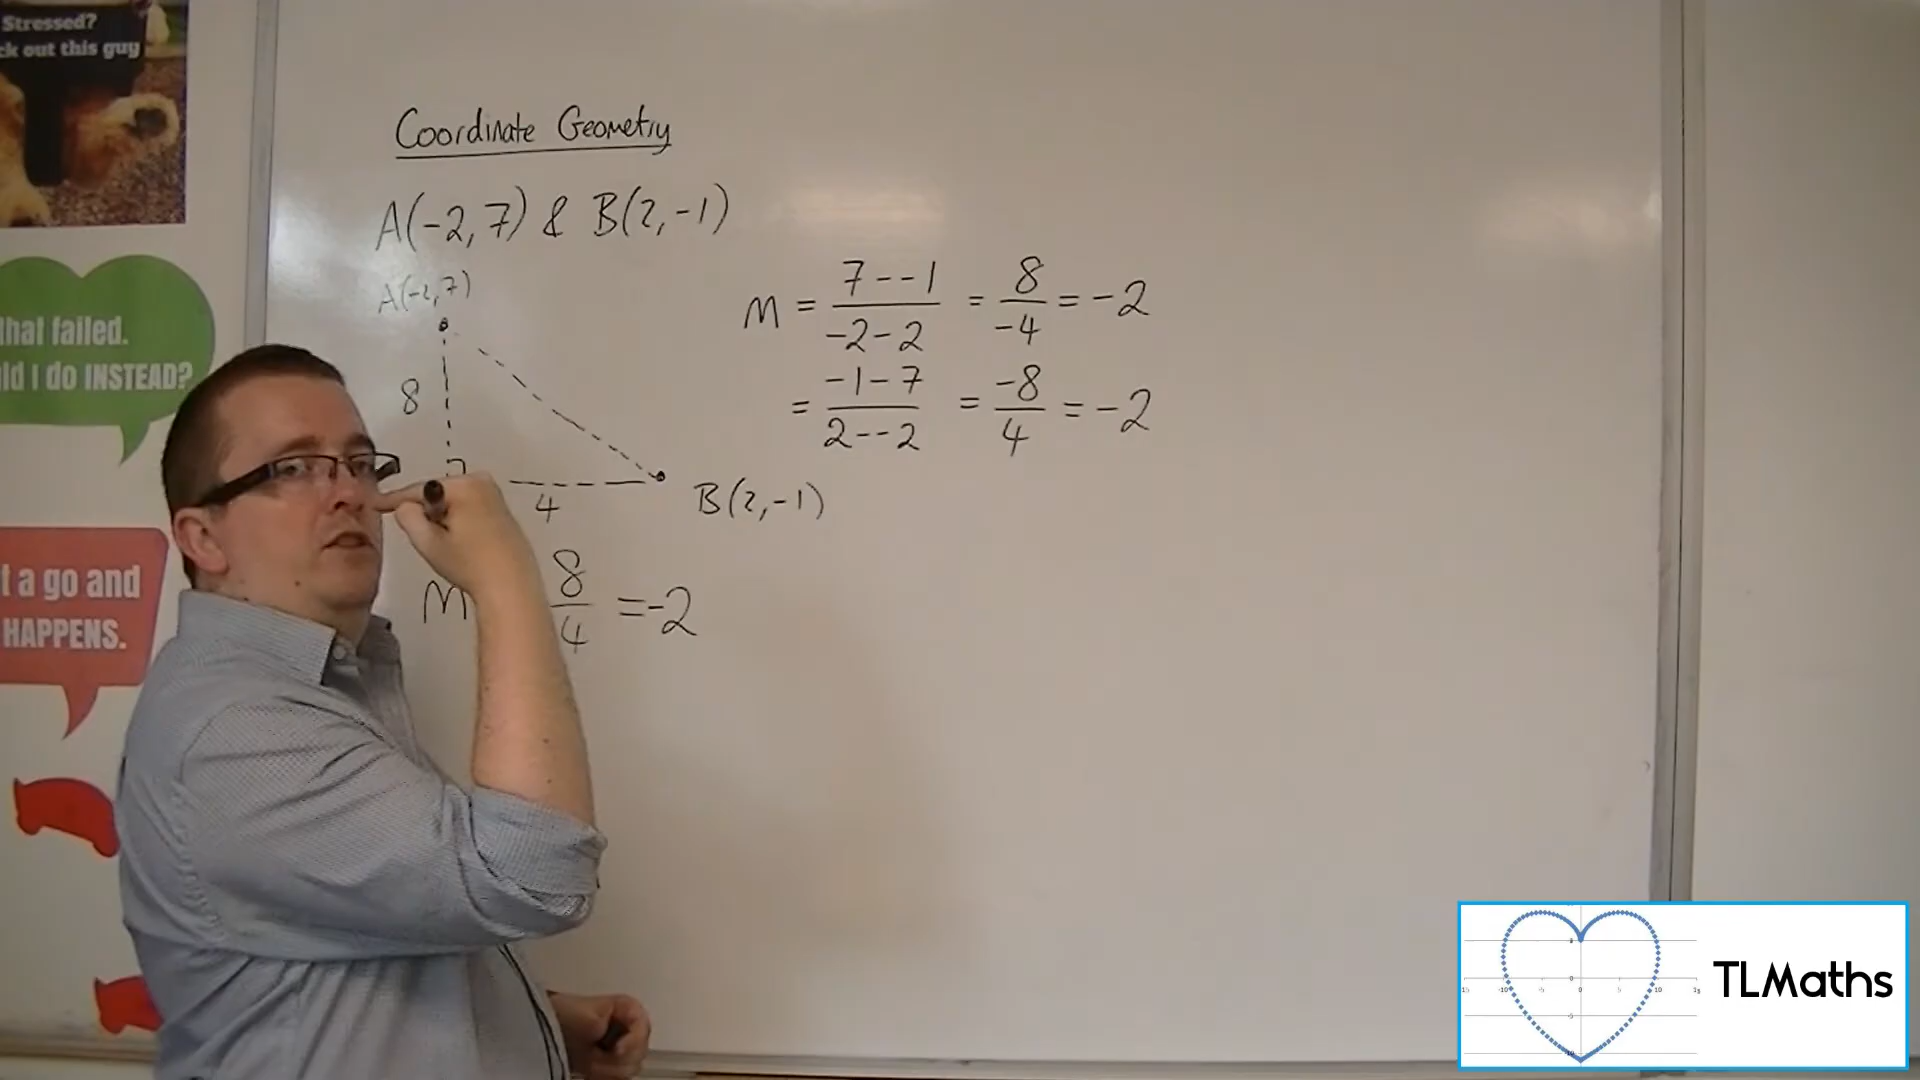 Stressed?
ck out this guy
that failed.
ld I do INSTEAD?
t a go and
HAPPENS.
Coordinate Geometry
A(-2,7) & B(2,-1)
A(-2,7)
8
4
B(2,-1)
M 8/4 =-2
M = 7--1/-2-2 = 8/-4 = -2
= -1-7/2--2 = -8/4 = -2
TLMaths